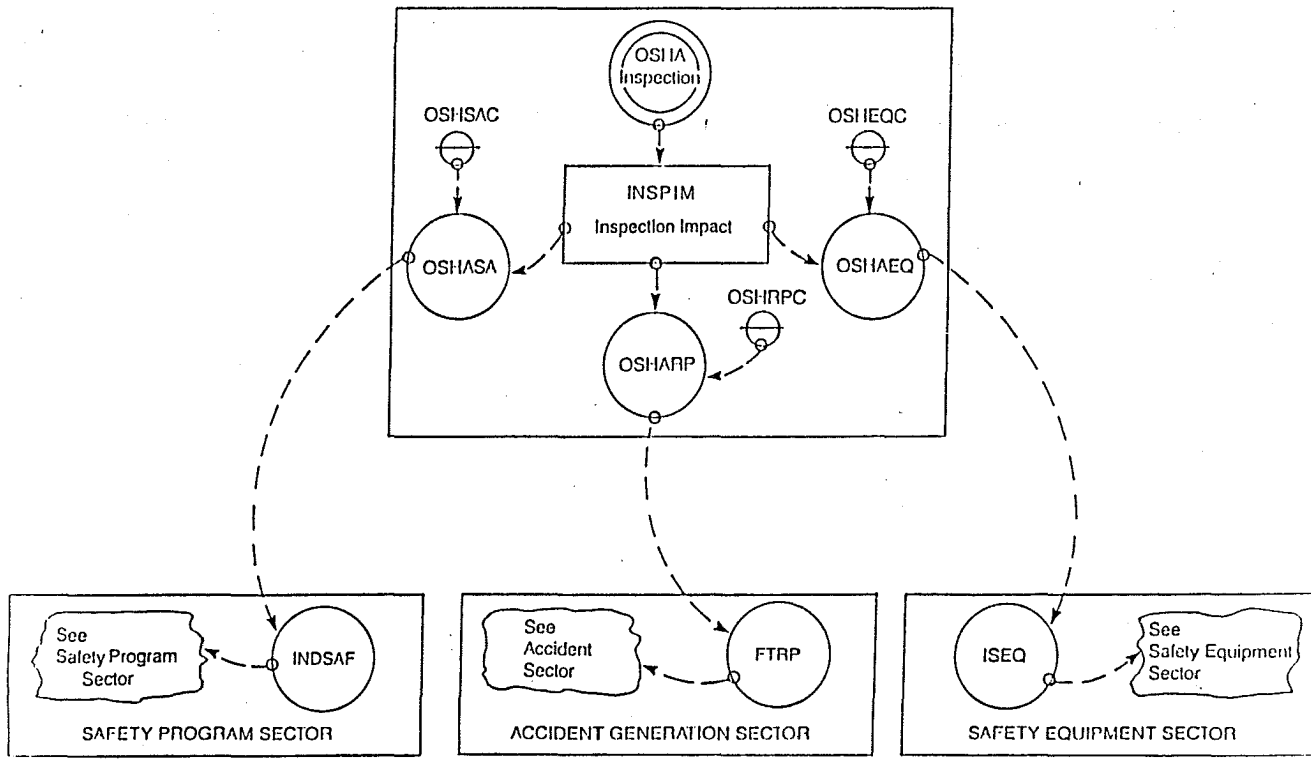 OSHA
Inspection
OSHSAC
OSHEQC
INSPIM
Inspection Impact
OSHASA
OSHAEQ
OSHRPC
OSHARP
See
Safety Program
Sector
INDSAF
SAFETY PROGRAM SECTOR
See
Accident
Sector
FTRP
ACCIDENT GENERATION SECTOR
ISEQ
See
Safety Equipment
Sector
SAFETY EQUIPMENT SECTOR